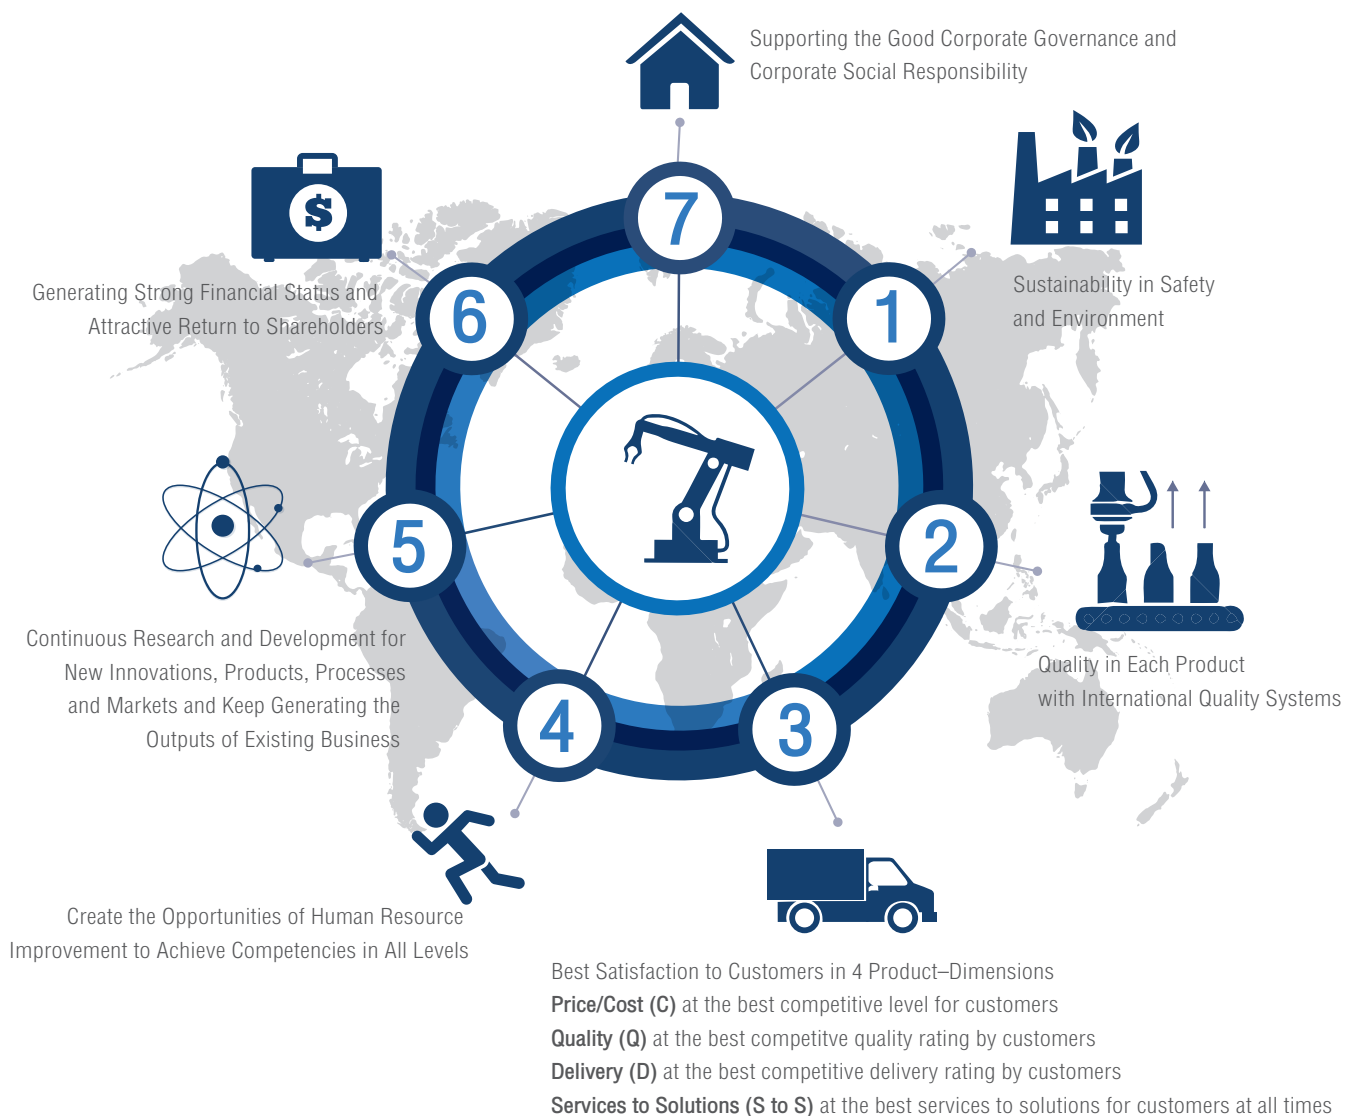 Supporting the Good Corporate Governance and
Corporate Social Responsibility
7
1
Sustainability in Safety
and Environment
2
Quality in Each Product
with International Quality Systems
3
Best Satisfaction to Customers in 4 Product–Dimensions
Price/Cost (C) at the best competitive level for customers
Quality (Q) at the best competitve quality rating by customers
Delivery (D) at the best competitive delivery rating by customers
Services to Solutions (S to S) at the best services to solutions for customers at all times
4
Create the Opportunities of Human Resource
Improvement to Achieve Competencies in All Levels
5
Continuous Research and Development for
New Innovations, Products, Processes
and Markets and Keep Generating the
Outputs of Existing Business
6
$
Generating Strong Financial Status and
Attractive Return to Shareholders